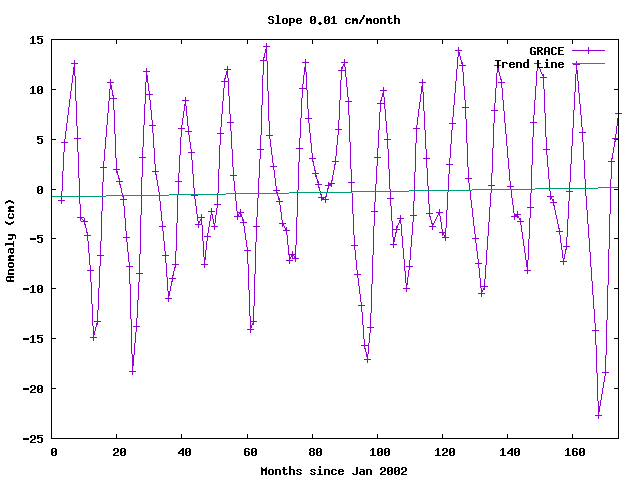 Slope 0.01 cm/month
GRACE
Trend Line
15
10
5
0
-5
-10
-15
-20
-25
Anomaly (cm)
0 20 40 60 80 100 120 140 160
Months since Jan 2002